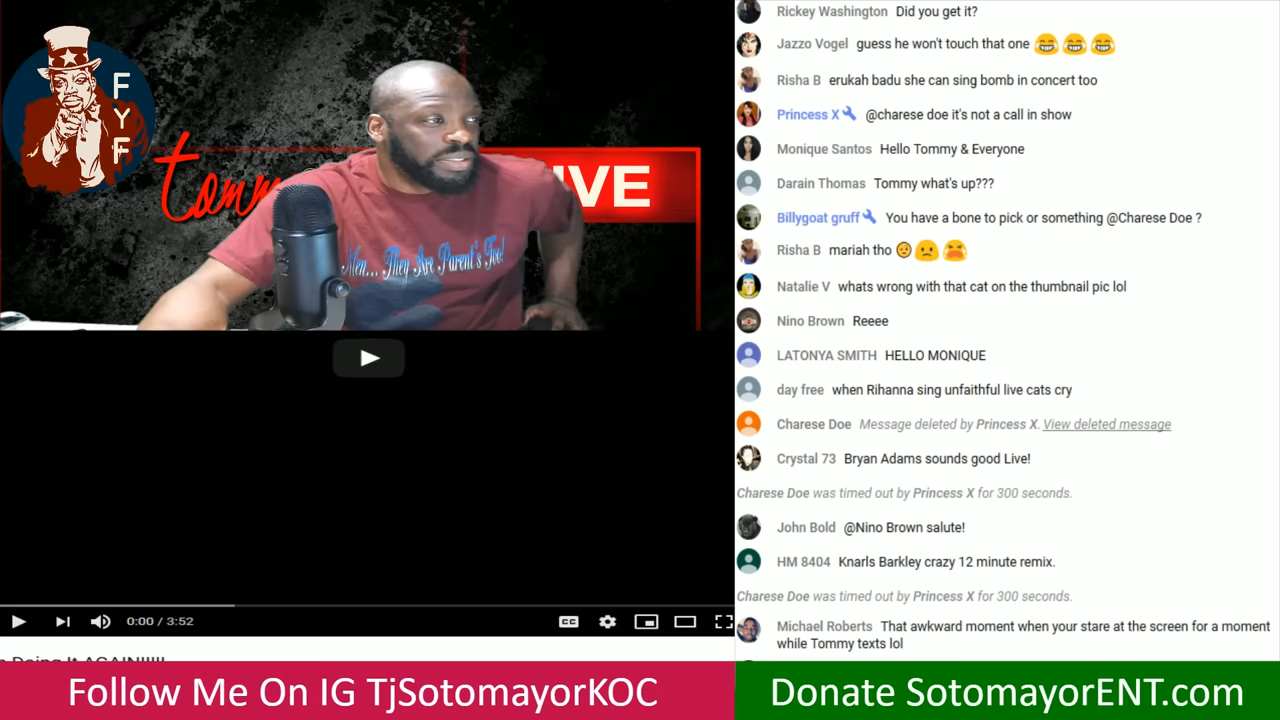 F
Y
F
tomm
IVE
Men... They Are Parent's Too!
0:00 / 3:52
CC
Doing It AGAIN!!!!!
Follow Me On IG TjSotomayorKOC
Rickey Washington Did you get it?
Jazzo Vogel guess he won't touch that one 😂 😂 😂
Risha B erukah badu she can sing bomb in concert too
Princess X @charese doe it's not a call in show
Monique Santos Hello Tommy & Everyone
Darain Thomas Tommy what's up???
Billygoat gruff You have a bone to pick or something @Charese Doe ?
Risha B mariah tho
Natalie V whats wrong with that cat on the thumbnail pic lol
Nino Brown Reeee
LATONYA SMITH HELLO MONIQUE
day free when Rihanna sing unfaithful live cats cry
Charese Doe Message deleted by Princess X. View deleted message
Crystal 73 Bryan Adams sounds good Live!
Charese Doe was timed out by Princess X for 300 seconds.
John Bold @Nino Brown salute!
HM 8404 Knarls Barkley crazy 12 minute remix.
Charese Doe was timed out by Princess X for 300 seconds.
Michael Roberts That awkward moment when your stare at the screen for a moment
while Tommy texts lol
Donate SotomayorENT.com